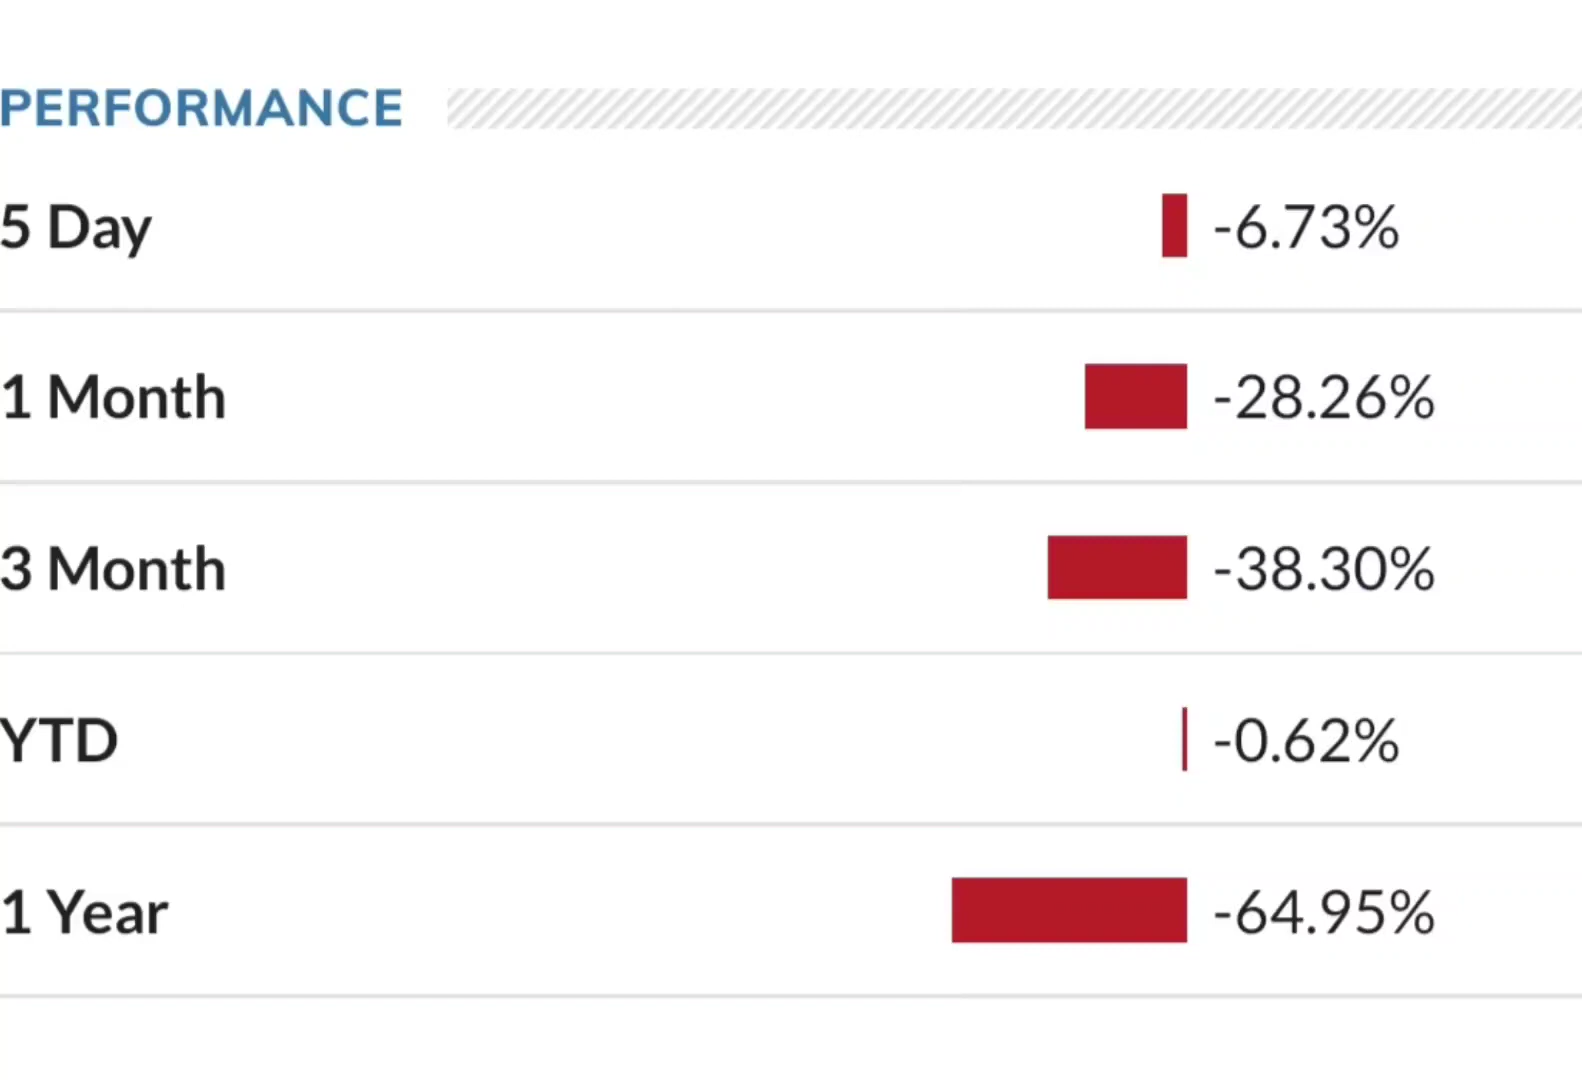 PERFORMANCE
5 Day -6.73%
1 Month -28.26%
3 Month -38.30%
YTD -0.62%
1 Year -64.95%